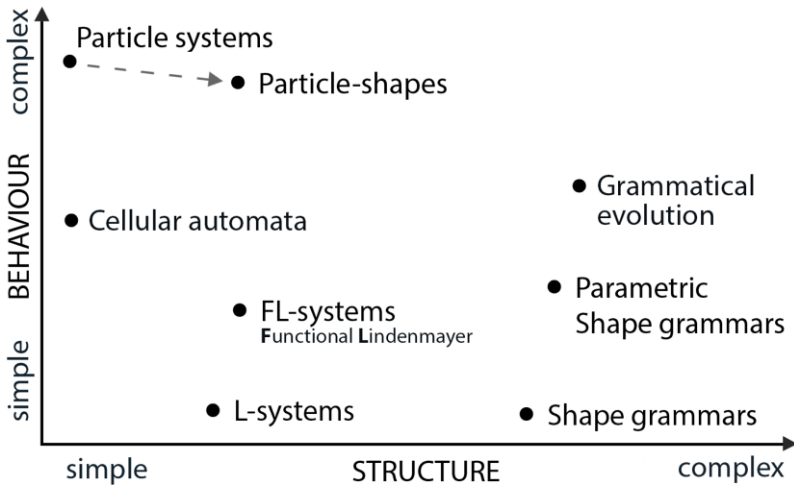 complex
Particle systems
Particle-shapes
BEHAVIOUR
Grammatical
evolution
Cellular automata
Parametric
Shape grammars
FL-systems
Functional Lindenmayer
simple
L-systems
Shape grammars
simple
STRUCTURE
complex